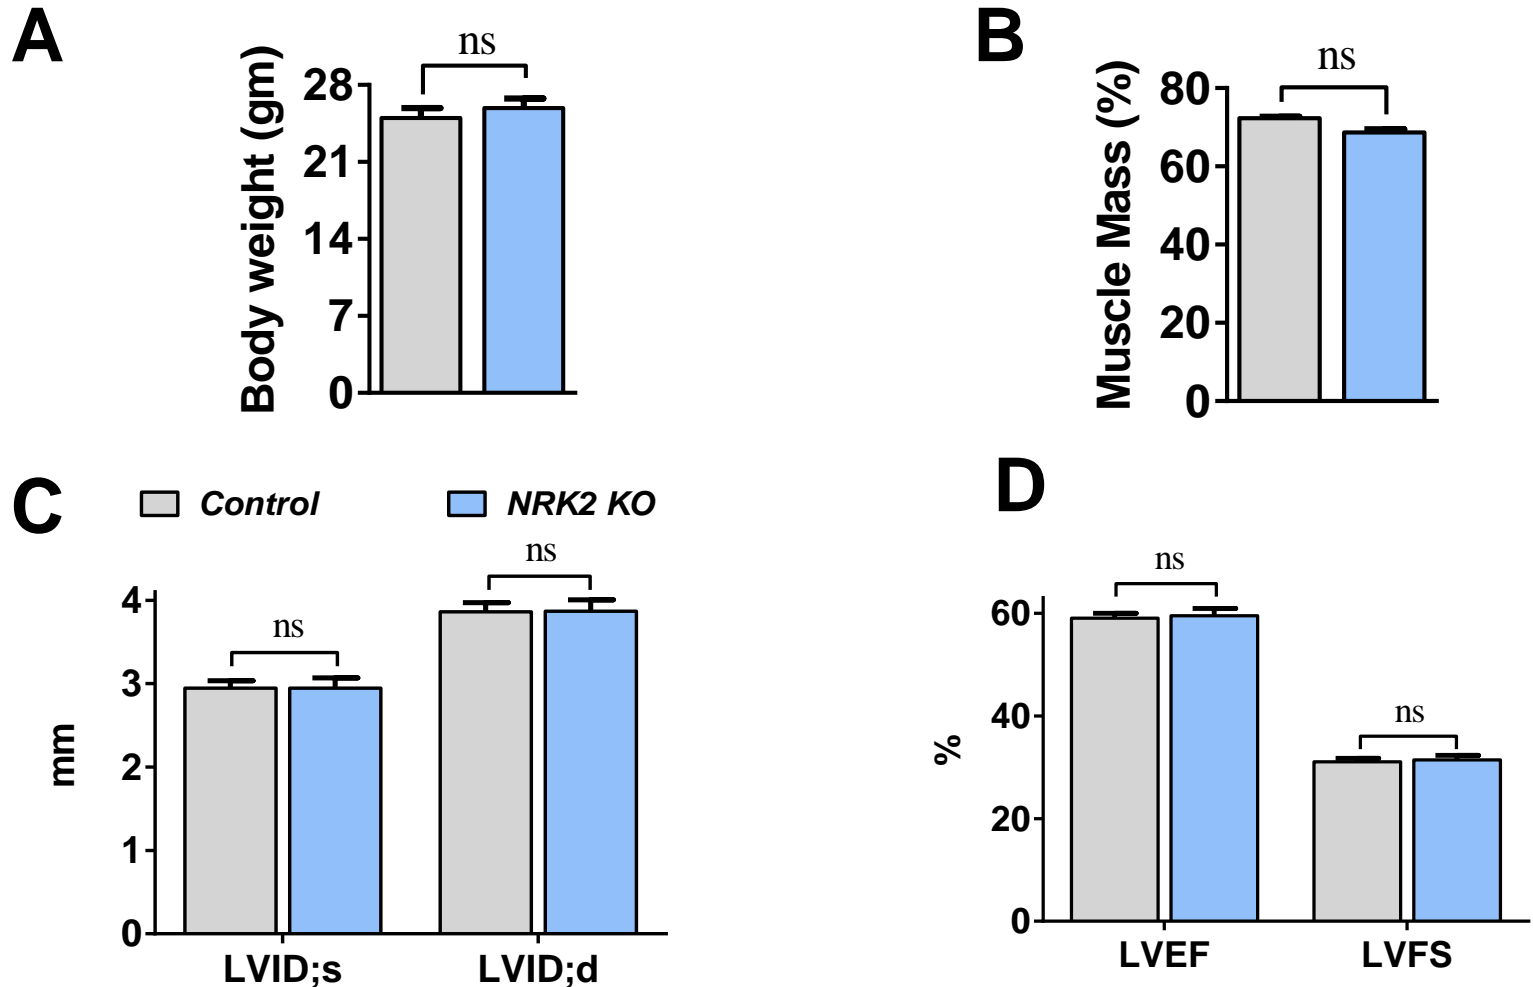 A
Body weight (gm)
28
21
14
7
0
ns
B
Muscle Mass (%)
80
60
40
20
0
ns
C
Control
NRK2 KO
mm
4
3
2
1
0
ns
ns
LVID;s
LVID;d
D
%
60
40
20
0
ns
ns
LVEF
LVFS